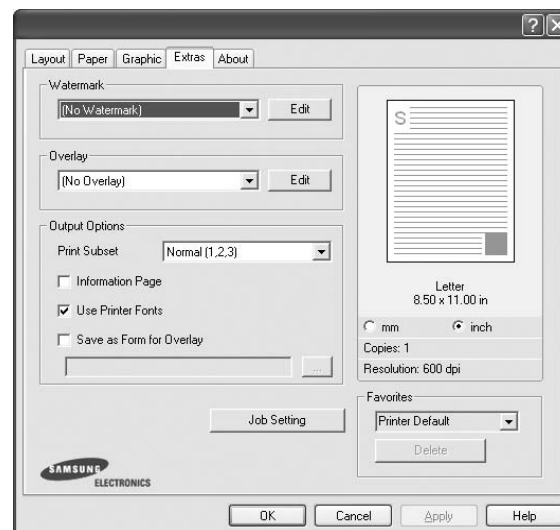 Layout Paper Graphic Extras About
Watermark
(No Watermark) Edit
Overlay
(No Overlay) Edit
Output Options
Print Subset Normal (1,2,3)
Information Page
Use Printer Fonts
Save as Form for Overlay
...
Job Setting
SAMSUNG
ELECTRONICS
S
Letter
8.50 x 11.00 in
mm inch
Copies: 1
Resolution: 600 dpi
Favorites
Printer Default
Delete
OK Cancel Apply Help